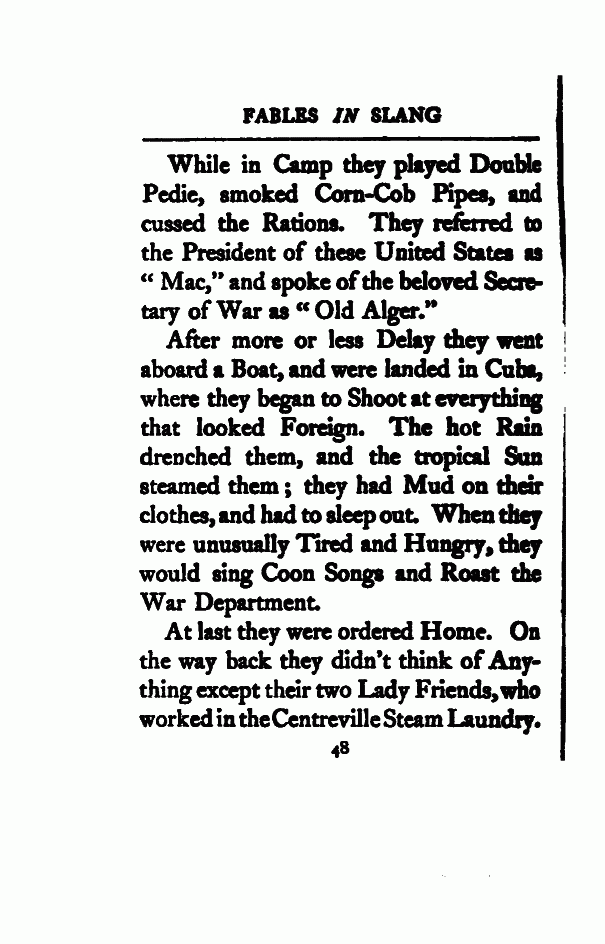 FABLES IN SLANG
While in Camp they played Double
Pedie, smoked Corn-Cob Pipes, and
cussed the Rations. They referred to
the President of these United States as
“ Mac,” and spoke of the beloved Secre-
tary of War as “ Old Alger.”
After more or less Delay they went
aboard a Boat, and were landed in Cuba,
where they began to Shoot at everything
that looked Foreign. The hot Rain
drenched them, and the tropical Sun
steamed them ; they had Mud on their
clothes, and had to sleep out. When they
were unusually Tired and Hungry, they
would sing Coon Songs and Roast the
War Department.
At last they were ordered Home. On
the way back they didn’t think of Any-
thing except their two Lady Friends, who
worked in the Centreville Steam Laundry.
48